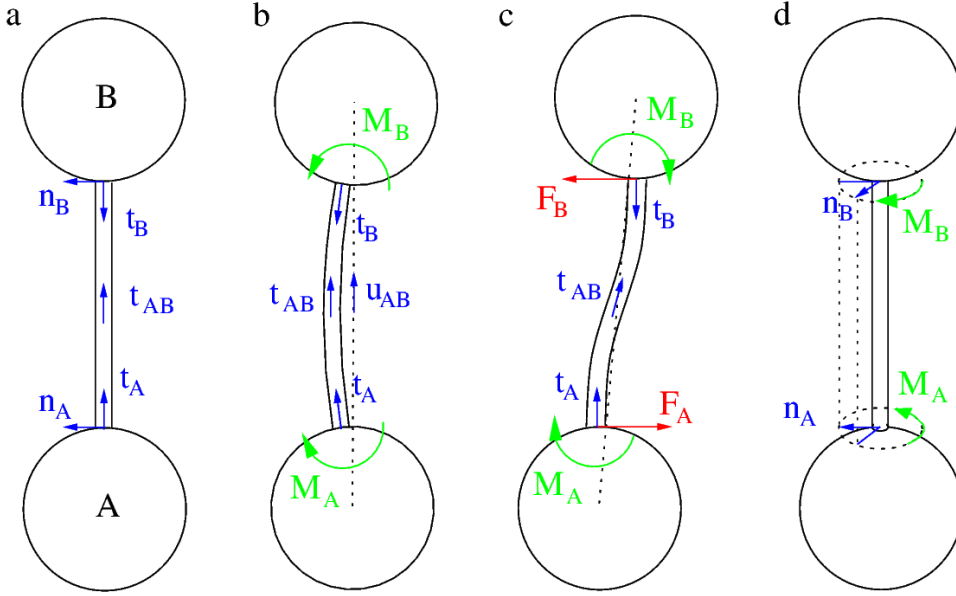 a
B
n_B
t_B
t_AB
t_A
n_A
A
b
M_B
t_B
t_AB
u_AB
t_A
M_A
c
M_B
F_B
t_B
t_AB
t_A
F_A
M_A
d
n_B
M_B
M_A
n_A